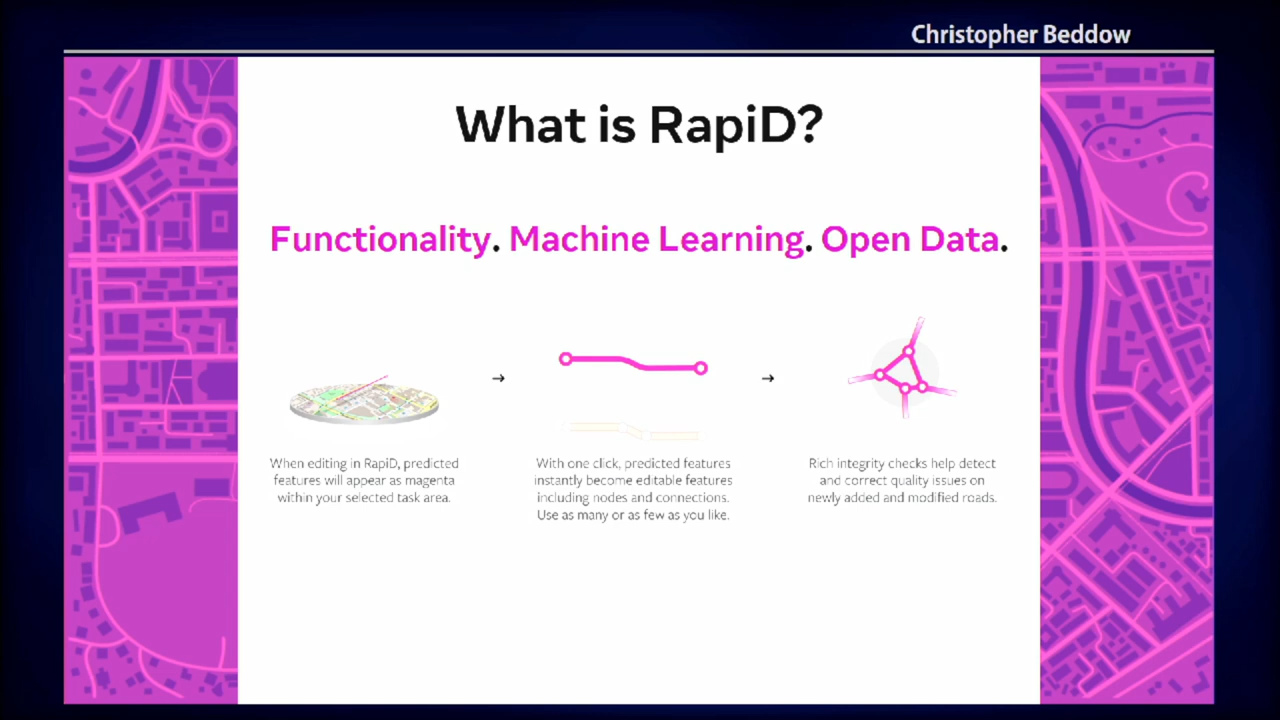 Christopher Beddow
What is RapiD?
Functionality. Machine Learning. Open Data.
→ →
When editing in RapiD, predicted
features will appear as magenta
within your selected task area.
With one click, predicted features
instantly become editable features
including nodes and connections.
Use as many or as few as you like.
Rich integrity checks help detect
and correct quality issues on
newly added and modified roads.